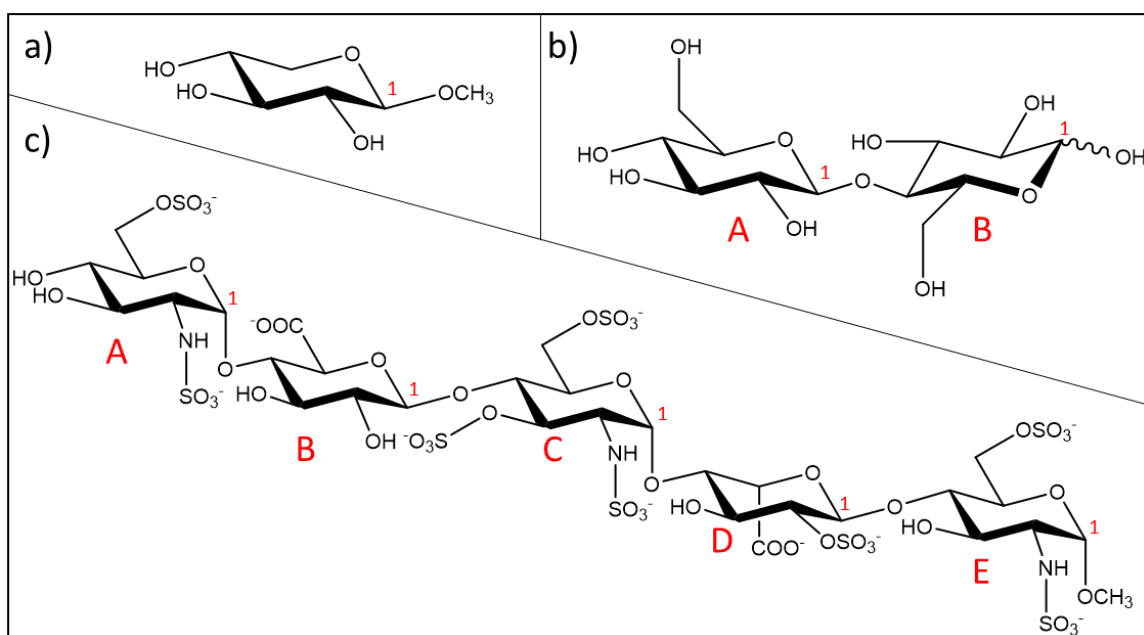 a)
O
HO
HO 1 OCH₃
OH
b)
OH
OH
O HO 1
HO OH
HO 1 O O
A OH B
OH
c)
OSO₃⁻
O
HO
HO 1
A NH ⁻OOC OSO₃⁻
O O
SO₃⁻ HO 1 O O
B OH ⁻O₃S O 1
C NH OSO₃⁻
O O
SO₃⁻ HO 1 O O
D COO⁻ OSO₃⁻ HO 1
E NH
OCH₃
SO₃⁻